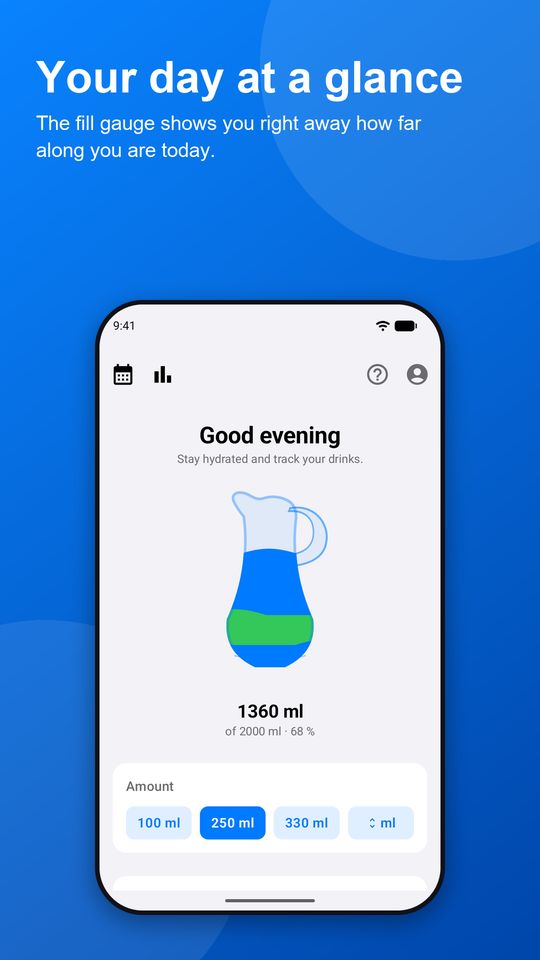 Your day at a glance
The fill gauge shows you right away how far
along you are today.
9:41
Good evening
Stay hydrated and track your drinks.
1360 ml
of 2000 ml · 68 %
Amount
100 ml
250 ml
330 ml
ml